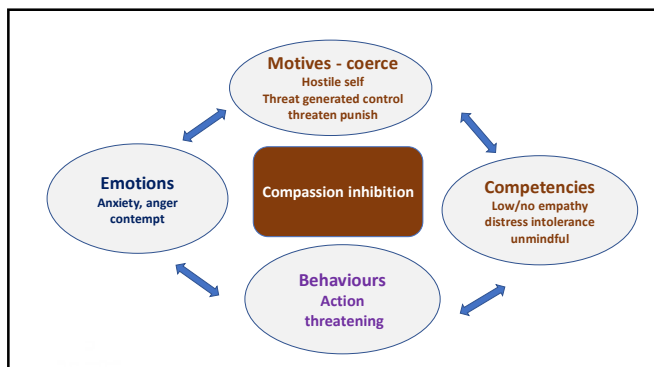 Motives - coerce
Hostile self
Threat generated control
threaten punish
Emotions
Anxiety, anger
contempt
Compassion inhibition
Competencies
Low/no empathy
distress intolerance
unmindful
Behaviours
Action
threatening